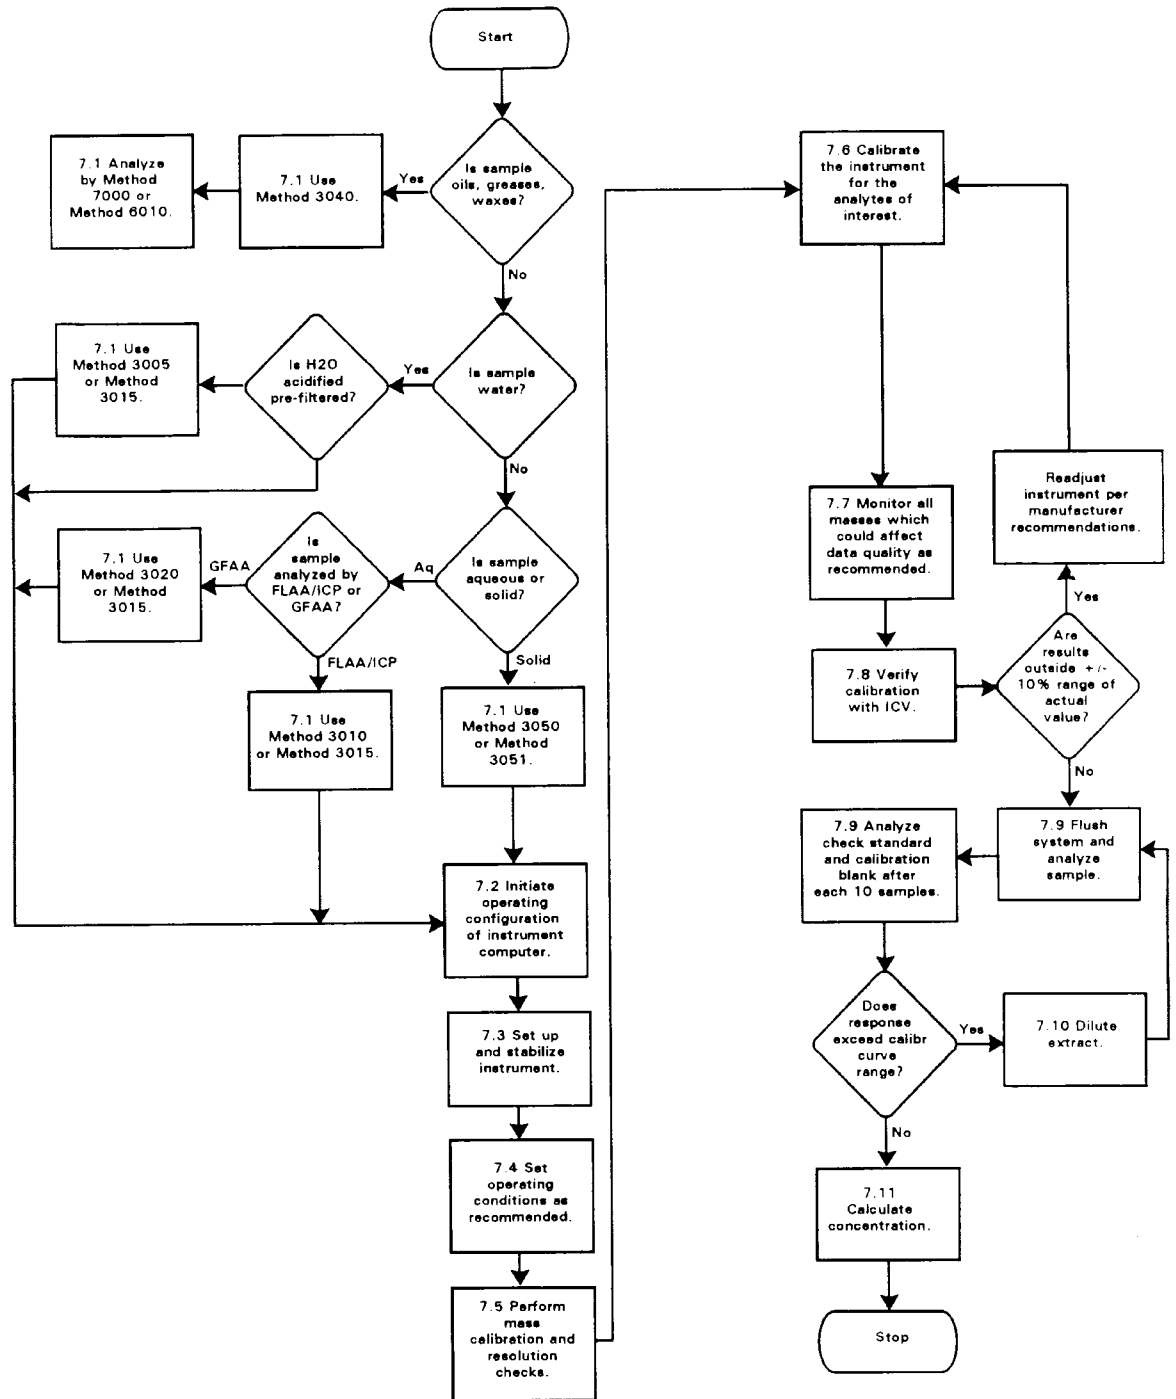 Start
Is sample
oils, greases,
waxes?
Yes
7.1 Use
Method 3040.
7.1 Analyze
by Method
7000 or
Method 6010.
No
Is sample
water?
Yes
Is H2O
acidified
pre-filtered?
7.1 Use
Method 3005
or Method
3015.
No
Is sample
aqueous or
solid?
Aq
Is
sample
analyzed by
FLAA/ICP or
GFAA?
GFAA
7.1 Use
Method 3020
or Method
3015.
FLAA/ICP
7.1 Use
Method 3010
or Method 3015.
Solid
7.1 Use
Method 3050
or Method
3051.
7.2 Initiate
operating
configuration
of instrument
computer.
7.3 Set up
and stabilize
instrument.
7.4 Set
operating
conditions as
recommended.
7.5 Perform
mass
calibration and
resolution
checks.
7.6 Calibrate
the instrument
for the
analytes of
interest.
7.7 Monitor all
masses which
could affect
data quality as
recommended.
7.8 Verify
calibration
with ICV.
Are
results
outside +/-
10% range of
actual
value?
Yes
Readjust
instrument per
manufacturer
recommendations.
No
7.9 Flush
system and
analyze
sample.
7.9 Analyze
check standard
and calibration
blank after
each 10 samples.
Does
response
exceed calibr
curve
range?
Yes
7.10 Dilute
extract.
No
7.11
Calculate
concentration.
Stop